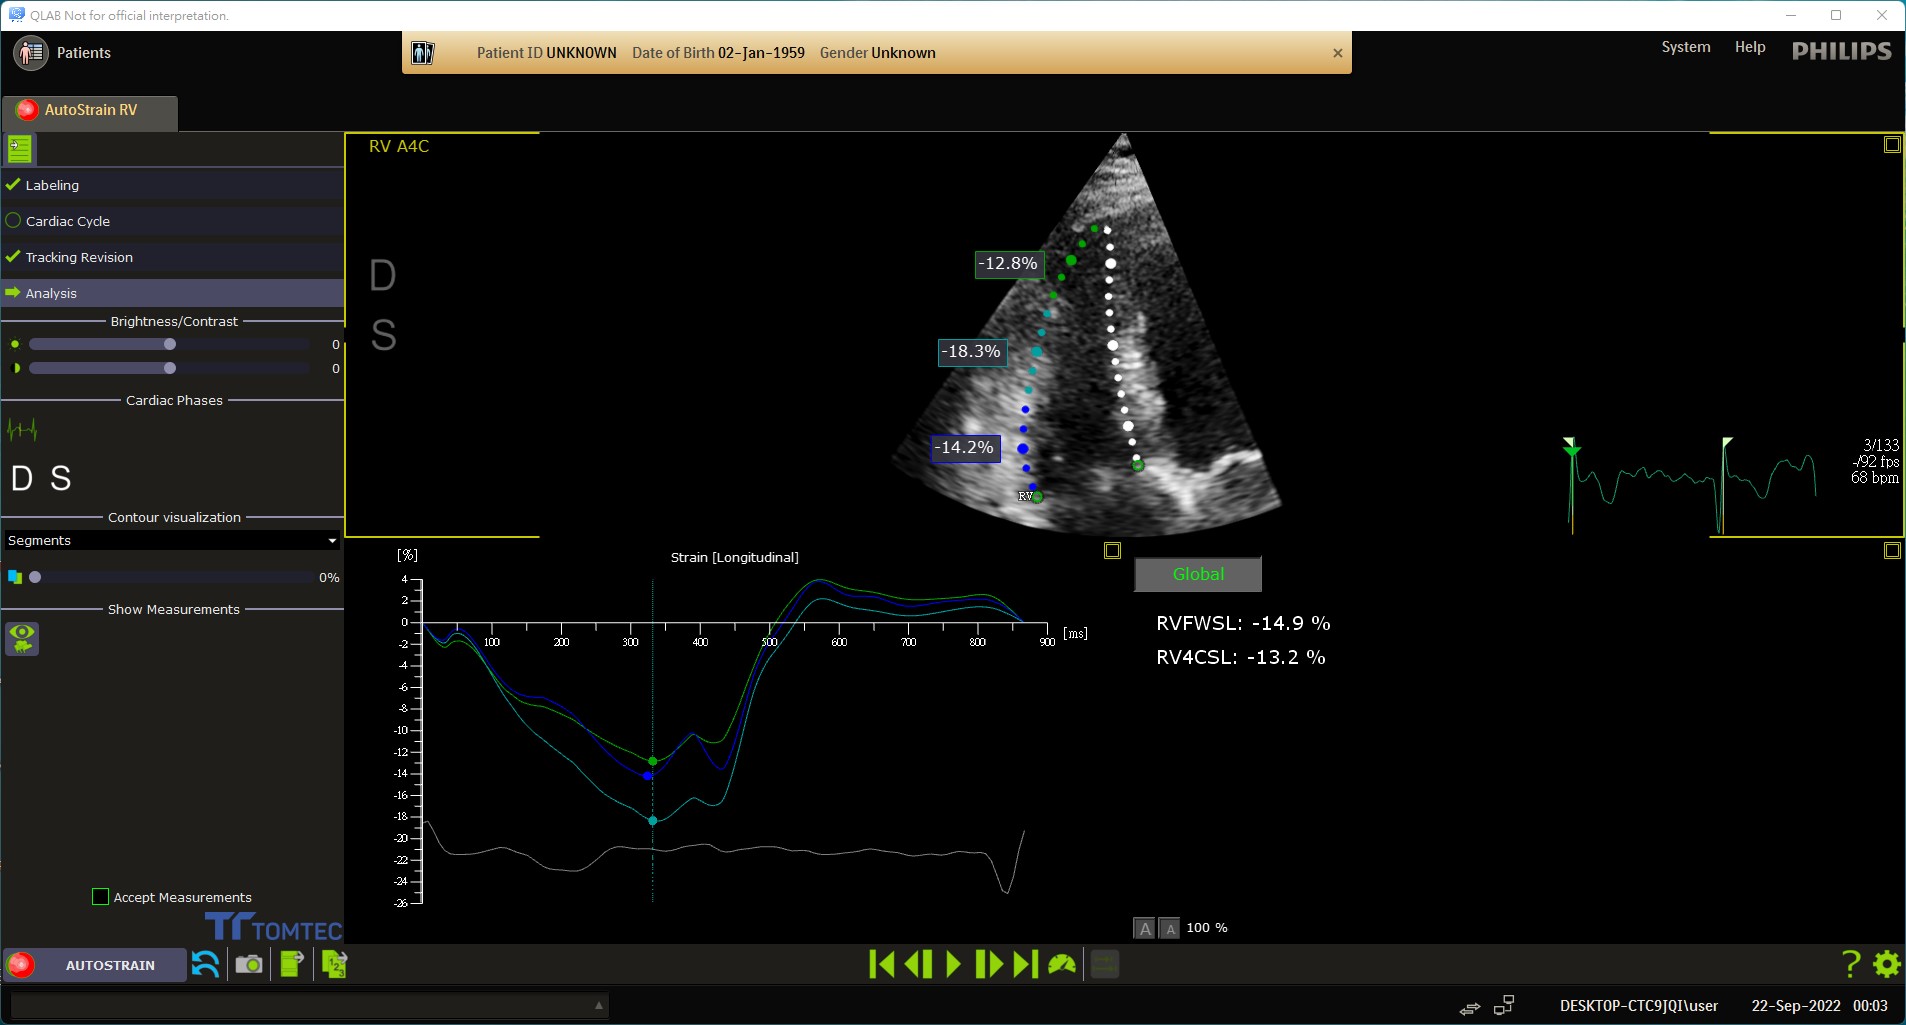 QLAB Not for official interpretation.
Patients
Patient ID UNKNOWN Date of Birth 02-Jan-1959 Gender Unknown
System Help PHILIPS
AutoStrain RV
Labeling
Cardiac Cycle
Tracking Revision
Analysis
Brightness/Contrast
0
0
Cardiac Phases
D S
Contour visualization
Segments
0%
Show Measurements
Accept Measurements
TOMTEC
RV A4C
D
S
-12.8%
-18.3%
-14.2%
RV
3/133
-/92 fps
68 bpm
[%]
Strain [Longitudinal]
4
2
0
-2
-4
-6
-8
-10
-12
-14
-16
-18
-20
-22
-24
-26
100 200 300 400 500 600 700 800 900 [ms]
Global
RVFWSL: -14.9 %
RV4CSL: -13.2 %
A A 100 %
AUTOSTRAIN
1 2 3
?
DESKTOP-CTC9JQI\user 22-Sep-2022 00:03